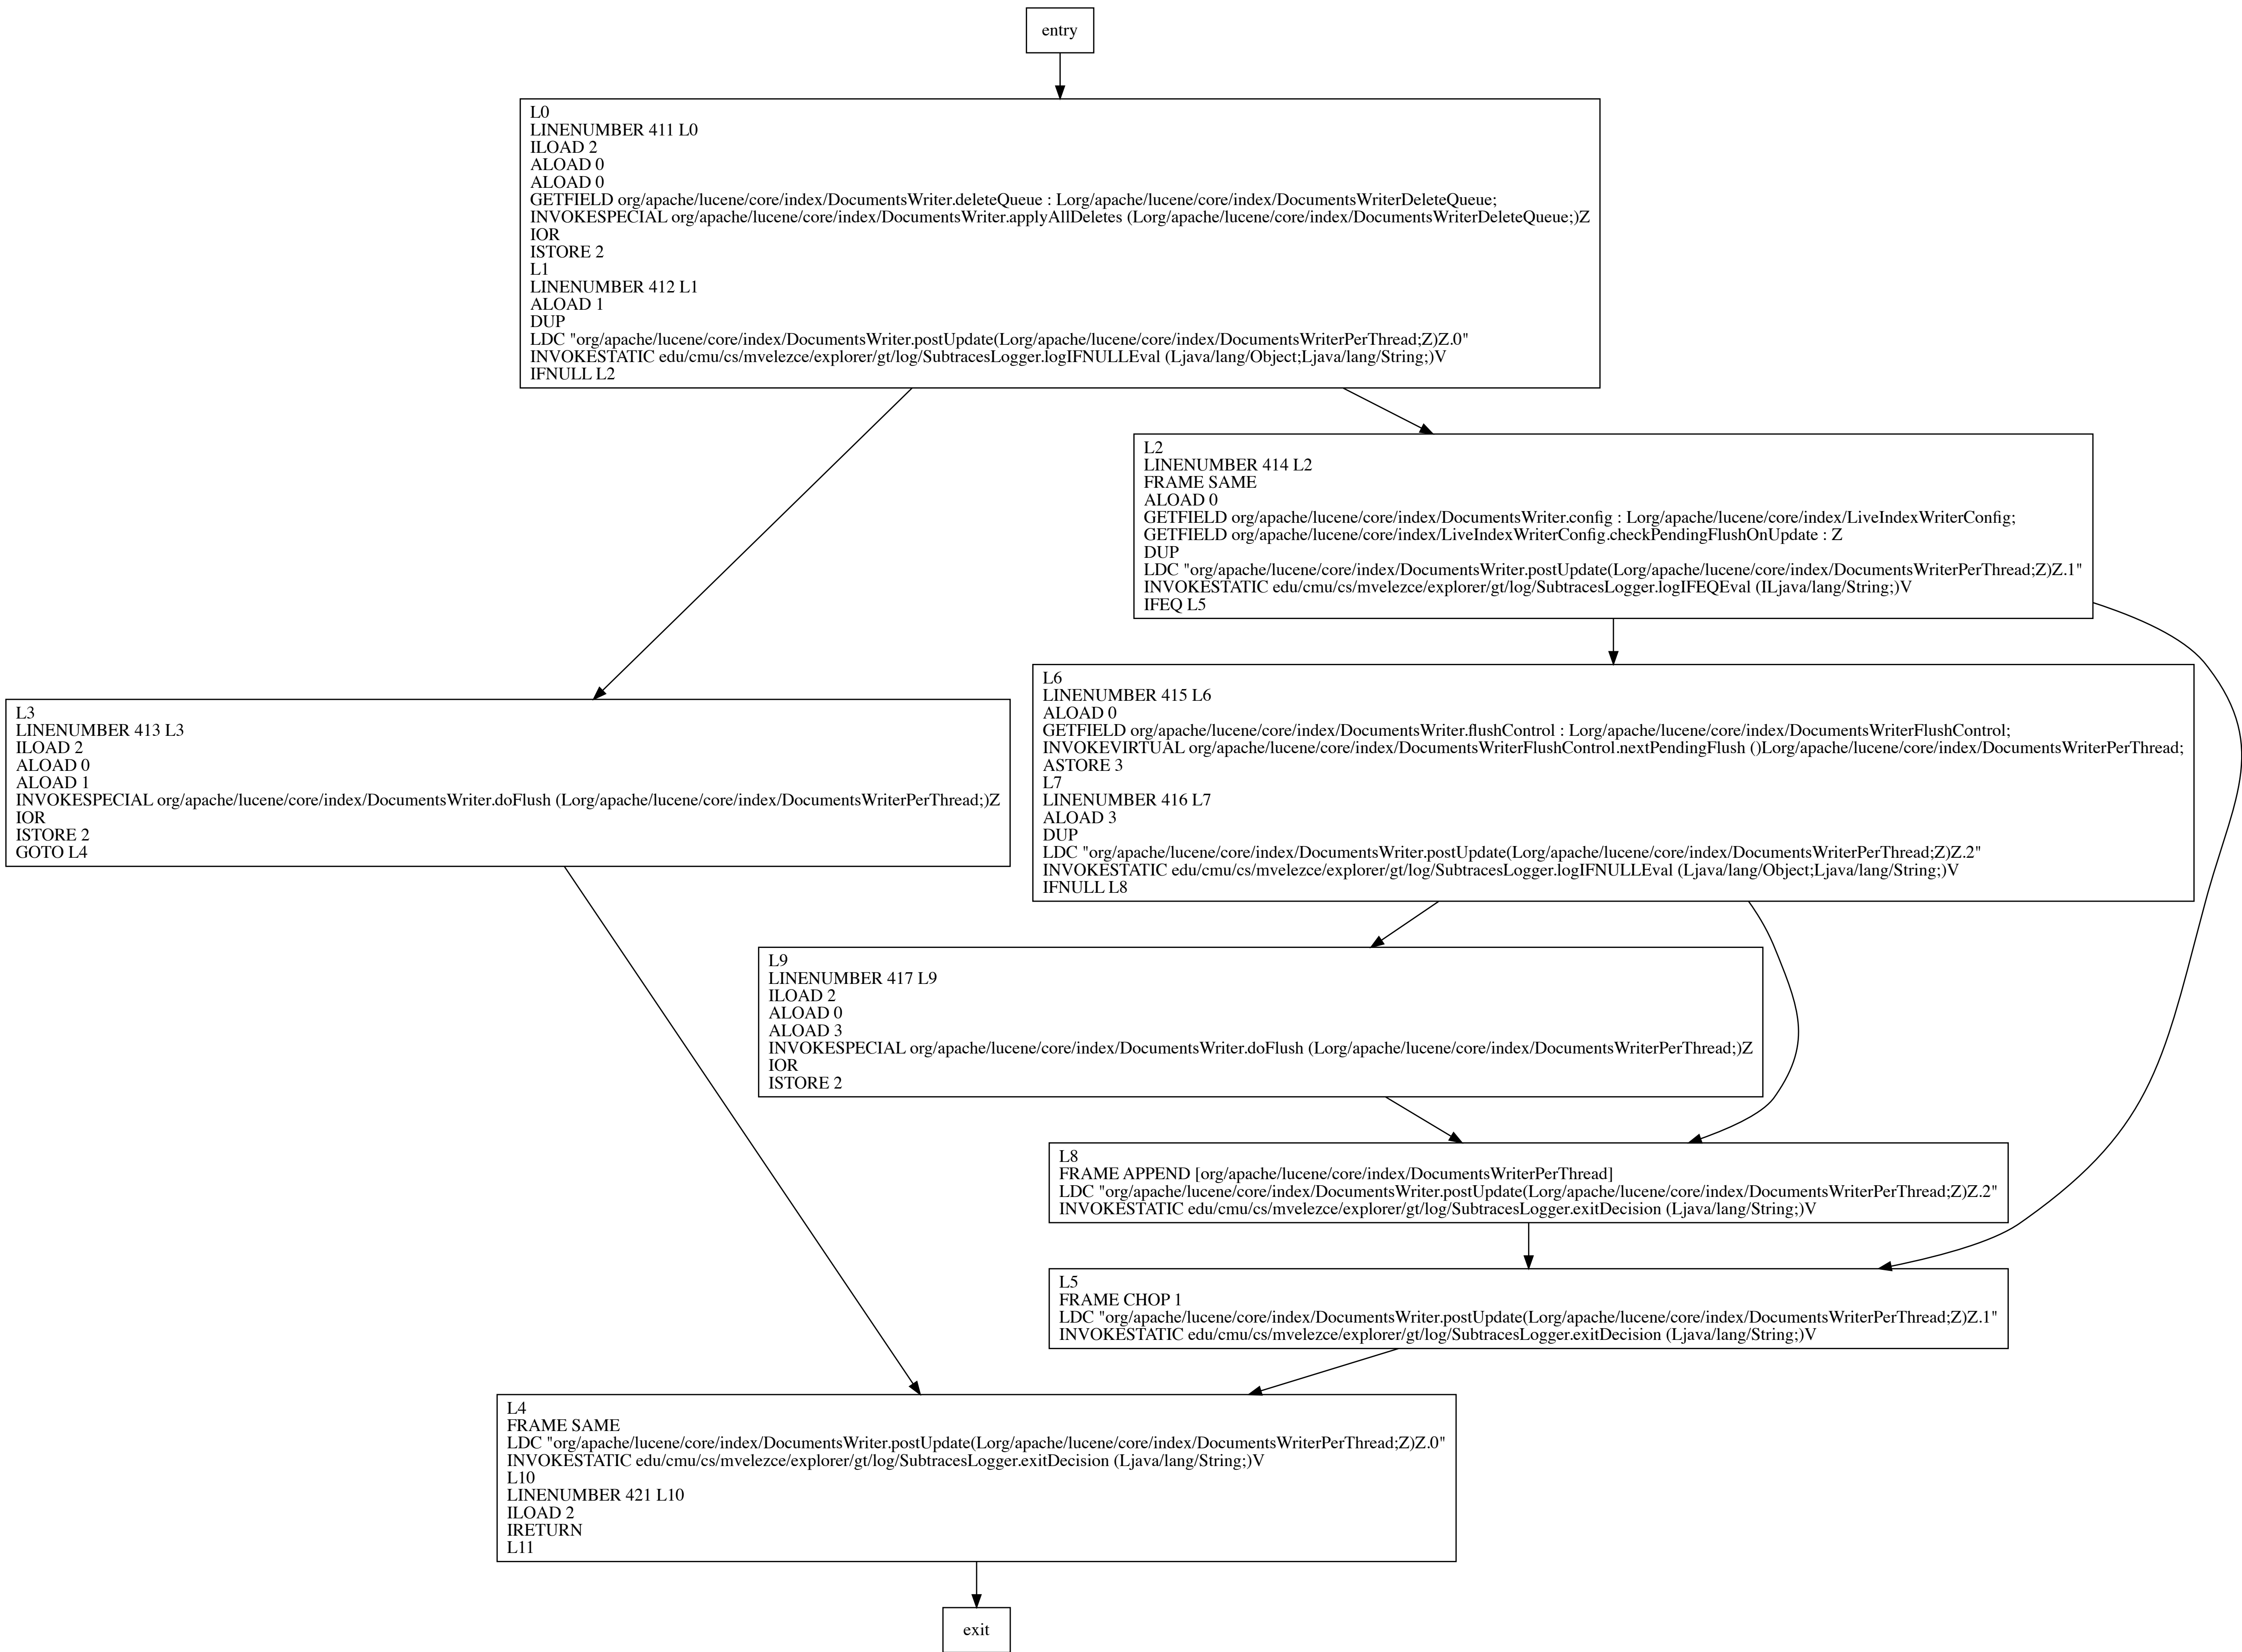 entry
L0
LINENUMBER 411 L0
ILOAD 2
ALOAD 0
ALOAD 0
GETFIELD org/apache/lucene/core/index/DocumentsWriter.deleteQueue : Lorg/apache/lucene/core/index/DocumentsWriterDeleteQueue;
INVOKESPECIAL org/apache/lucene/core/index/DocumentsWriter.applyAllDeletes (Lorg/apache/lucene/core/index/DocumentsWriterDeleteQueue;)Z
IOR
ISTORE 2
L1
LINENUMBER 412 L1
ALOAD 1
DUP
LDC "org/apache/lucene/core/index/DocumentsWriter.postUpdate(Lorg/apache/lucene/core/index/DocumentsWriterPerThread;Z)Z.0"
INVOKESTATIC edu/cmu/cs/mvelezce/explorer/gt/log/SubtracesLogger.logIFNULLEval (Ljava/lang/Object;Ljava/lang/String;)V
IFNULL L2
L2
LINENUMBER 414 L2
FRAME SAME
ALOAD 0
GETFIELD org/apache/lucene/core/index/DocumentsWriter.config : Lorg/apache/lucene/core/index/LiveIndexWriterConfig;
GETFIELD org/apache/lucene/core/index/LiveIndexWriterConfig.checkPendingFlushOnUpdate : Z
DUP
LDC "org/apache/lucene/core/index/DocumentsWriter.postUpdate(Lorg/apache/lucene/core/index/DocumentsWriterPerThread;Z)Z.1"
INVOKESTATIC edu/cmu/cs/mvelezce/explorer/gt/log/SubtracesLogger.logIFEQEval (ILjava/lang/String;)V
IFEQ L5
L3
LINENUMBER 413 L3
ILOAD 2
ALOAD 0
ALOAD 1
INVOKESPECIAL org/apache/lucene/core/index/DocumentsWriter.doFlush (Lorg/apache/lucene/core/index/DocumentsWriterPerThread;)Z
IOR
ISTORE 2
GOTO L4
L6
LINENUMBER 415 L6
ALOAD 0
GETFIELD org/apache/lucene/core/index/DocumentsWriter.flushControl : Lorg/apache/lucene/core/index/DocumentsWriterFlushControl;
INVOKEVIRTUAL org/apache/lucene/core/index/DocumentsWriterFlushControl.nextPendingFlush ()Lorg/apache/lucene/core/index/DocumentsWriterPerThread;
ASTORE 3
L7
LINENUMBER 416 L7
ALOAD 3
DUP
LDC "org/apache/lucene/core/index/DocumentsWriter.postUpdate(Lorg/apache/lucene/core/index/DocumentsWriterPerThread;Z)Z.2"
INVOKESTATIC edu/cmu/cs/mvelezce/explorer/gt/log/SubtracesLogger.logIFNULLEval (Ljava/lang/Object;Ljava/lang/String;)V
IFNULL L8
L9
LINENUMBER 417 L9
ILOAD 2
ALOAD 0
ALOAD 3
INVOKESPECIAL org/apache/lucene/core/index/DocumentsWriter.doFlush (Lorg/apache/lucene/core/index/DocumentsWriterPerThread;)Z
IOR
ISTORE 2
L8
FRAME APPEND [org/apache/lucene/core/index/DocumentsWriterPerThread]
LDC "org/apache/lucene/core/index/DocumentsWriter.postUpdate(Lorg/apache/lucene/core/index/DocumentsWriterPerThread;Z)Z.2"
INVOKESTATIC edu/cmu/cs/mvelezce/explorer/gt/log/SubtracesLogger.exitDecision (Ljava/lang/String;)V
L5
FRAME CHOP 1
LDC "org/apache/lucene/core/index/DocumentsWriter.postUpdate(Lorg/apache/lucene/core/index/DocumentsWriterPerThread;Z)Z.1"
INVOKESTATIC edu/cmu/cs/mvelezce/explorer/gt/log/SubtracesLogger.exitDecision (Ljava/lang/String;)V
L4
FRAME SAME
LDC "org/apache/lucene/core/index/DocumentsWriter.postUpdate(Lorg/apache/lucene/core/index/DocumentsWriterPerThread;Z)Z.0"
INVOKESTATIC edu/cmu/cs/mvelezce/explorer/gt/log/SubtracesLogger.exitDecision (Ljava/lang/String;)V
L10
LINENUMBER 421 L10
ILOAD 2
IRETURN
L11
exit